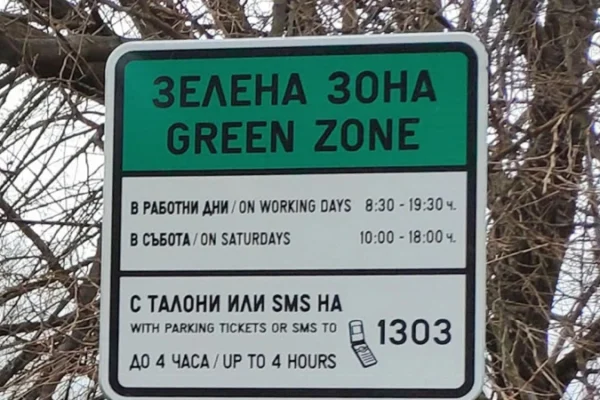 ЗЕЛЕНА ЗОНА
GREEN ZONE
В РАБОТНИ ДНИ / ON WORKING DAYS 8:30 - 19:30 ч.
В СЪБОТА / ON SATURDAYS 10:00 - 18:00 ч.
С ТАЛОНИ ИЛИ SMS НА
WITH PARKING TICKETS OR SMS TO 1303
ДО 4 ЧАСА / UP TO 4 HOURS